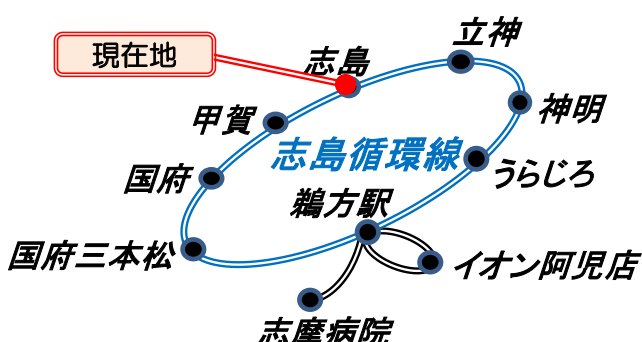 立神
現在地
志島
神明
甲賀
志島循環線
うらじろ
国府
鵜方駅
国府三本松
イオン阿児店
志摩病院